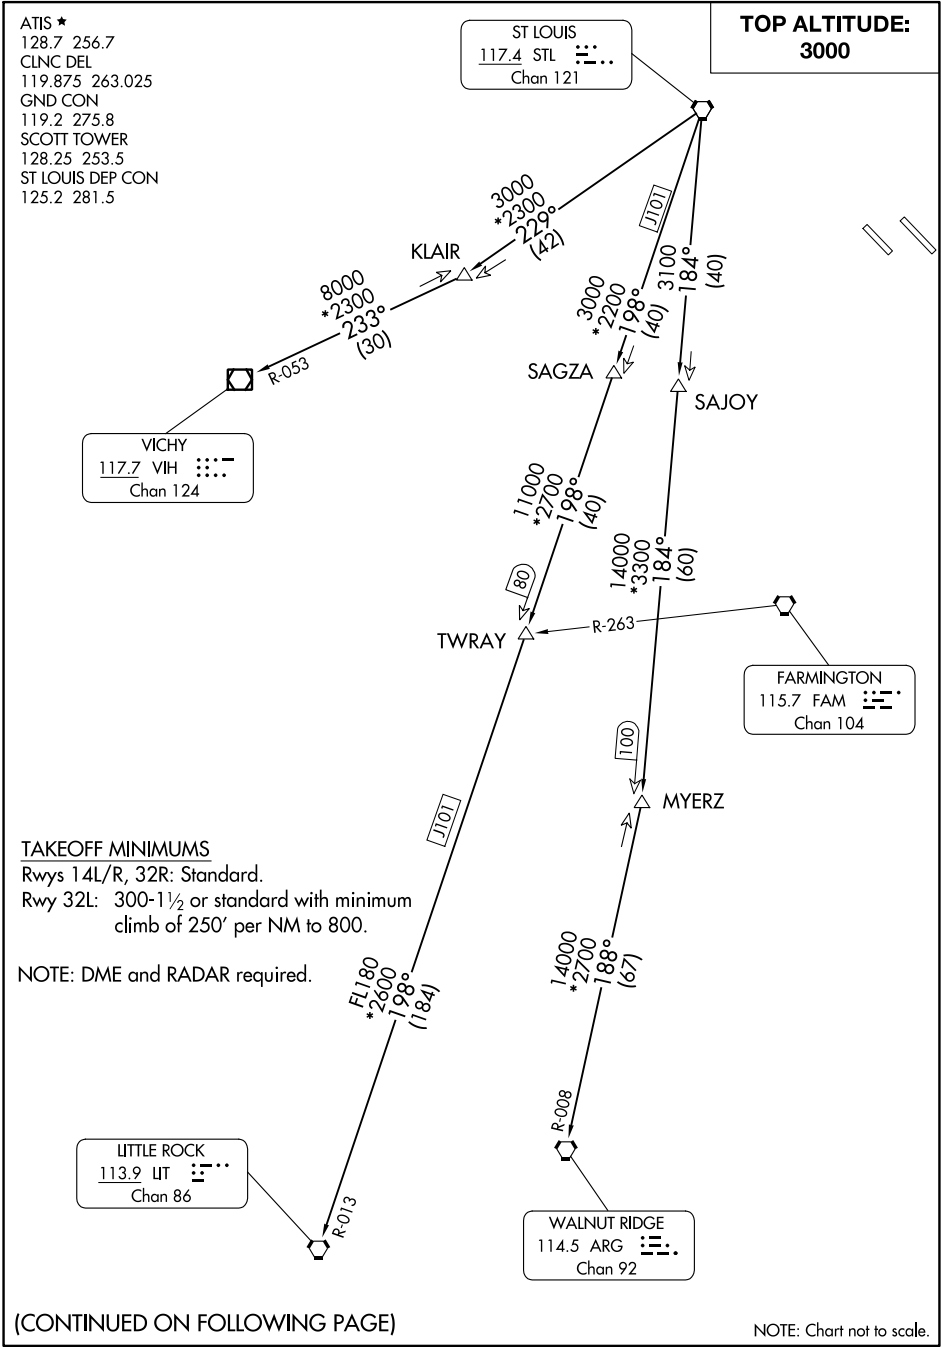 ATIS ★
128.7 256.7
CLNC DEL
119.875 263.025
GND CON
119.2 275.8
SCOTT TOWER
128.25 253.5
ST LOUIS DEP CON
125.2 281.5
ST LOUIS
117.4 STL
Chan 121
TOP ALTITUDE:
3000
3000
*2300
229°
(42)
KLAIR
8000
*2300
233°
(30)
R-053
VICHY
117.7 VIH
Chan 124
J101
3000
*2200
198°
(40)
SAGZA
3100
184°
(40)
SAJOY
11000
*2700
198°
(40)
80
TWRAY
14000
*3300
184°
(60)
R-263
FARMINGTON
115.7 FAM
Chan 104
100
MYERZ
J101
TAKEOFF MINIMUMS
Rwys 14L/R, 32R: Standard.
Rwy 32L: 300-1½ or standard with minimum
climb of 250' per NM to 800.
NOTE: DME and RADAR required.
FL180
*2600
198°
(184)
14000
*2700
188°
(67)
R-008
LITTLE ROCK
113.9 LIT
Chan 86
R-013
WALNUT RIDGE
114.5 ARG
Chan 92
(CONTINUED ON FOLLOWING PAGE)
NOTE: Chart not to scale.